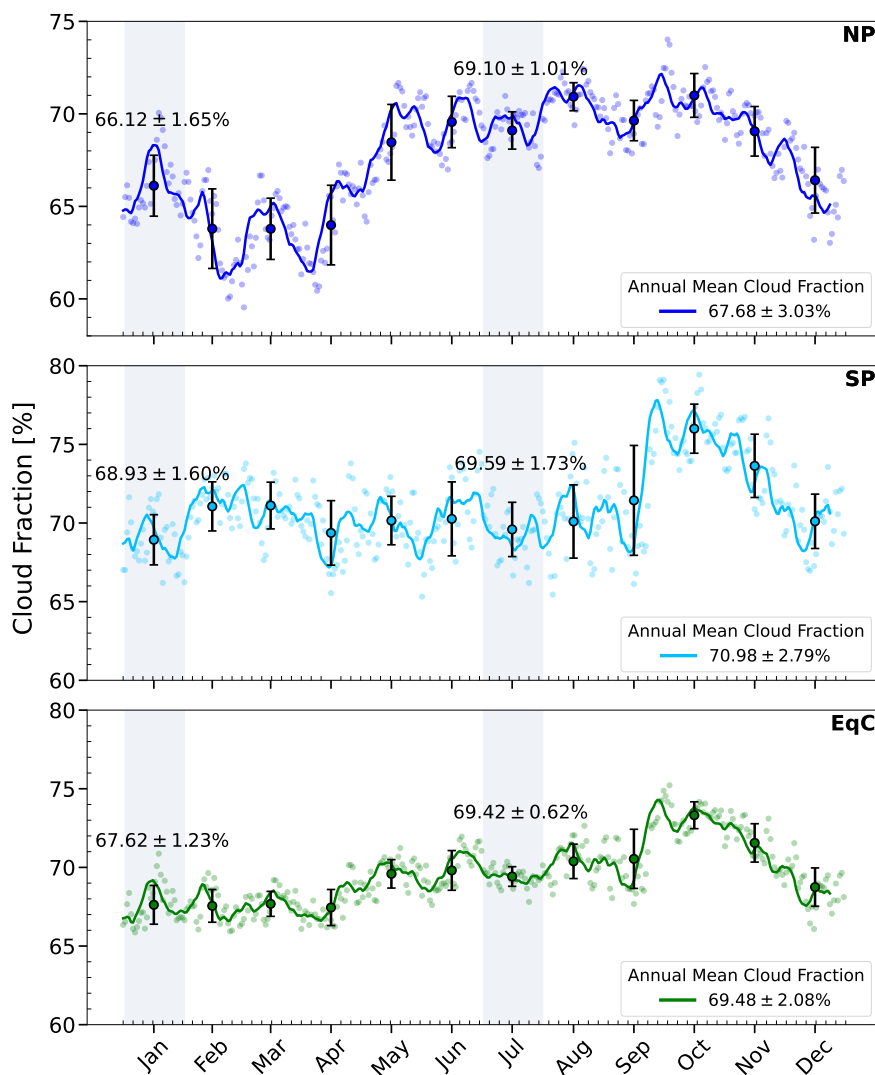 75
NP
69.10 ± 1.01%
70
66.12 ± 1.65%
65
60
Annual Mean Cloud Fraction
67.68 ± 3.03%
80
SP
75
68.93 ± 1.60%
69.59 ± 1.73%
70
65
60
Annual Mean Cloud Fraction
70.98 ± 2.79%
Cloud Fraction [%]
80
EqC
75
69.42 ± 0.62%
67.62 ± 1.23%
70
65
60
Annual Mean Cloud Fraction
69.48 ± 2.08%
Jan Feb Mar Apr May Jun Jul Aug Sep Oct Nov Dec